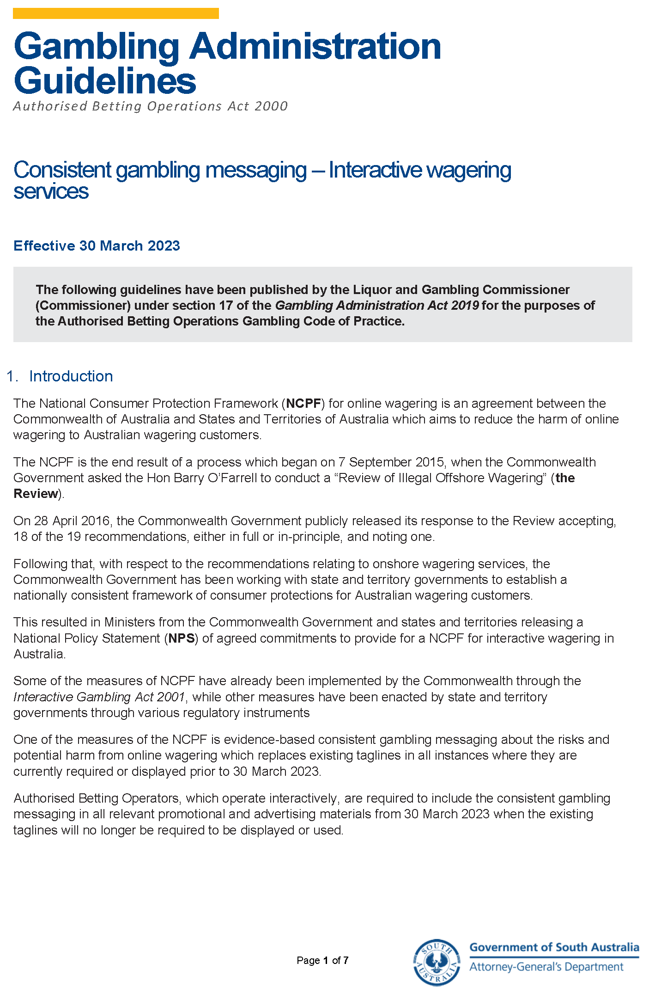 Gambling Administration
Guidelines
Authorised Betting Operations Act 2000
Consistent gambling messaging – Interactive wagering
services
Effective 30 March 2023
The following guidelines have been published by the Liquor and Gambling Commissioner
(Commissioner) under section 17 of the Gambling Administration Act 2019 for the purposes of
the Authorised Betting Operations Gambling Code of Practice.
1. Introduction
The National Consumer Protection Framework (NCPF) for online wagering is an agreement between the
Commonwealth of Australia and States and Territories of Australia which aims to reduce the harm of online
wagering to Australian wagering customers.
The NCPF is the end result of a process which began on 7 September 2015, when the Commonwealth
Government asked the Hon Barry O’Farrell to conduct a “Review of Illegal Offshore Wagering” (the
Review).
On 28 April 2016, the Commonwealth Government publicly released its response to the Review accepting,
18 of the 19 recommendations, either in full or in-principle, and noting one.
Following that, with respect to the recommendations relating to onshore wagering services, the
Commonwealth Government has been working with state and territory governments to establish a
nationally consistent framework of consumer protections for Australian wagering customers.
This resulted in Ministers from the Commonwealth Government and states and territories releasing a
National Policy Statement (NPS) of agreed commitments to provide for a NCPF for interactive wagering in
Australia.
Some of the measures of NCPF have already been implemented by the Commonwealth through the
Interactive Gambling Act 2001, while other measures have been enacted by state and territory
governments through various regulatory instruments
One of the measures of the NCPF is evidence-based consistent gambling messaging about the risks and
potential harm from online wagering which replaces existing taglines in all instances where they are
currently required or displayed prior to 30 March 2023.
Authorised Betting Operators, which operate interactively, are required to include the consistent gambling
messaging in all relevant promotional and advertising materials from 30 March 2023 when the existing
taglines will no longer be required to be displayed or used.
Page 1 of 7
SOUTH AUSTRALIA
Government of South Australia
Attorney-General’s Department